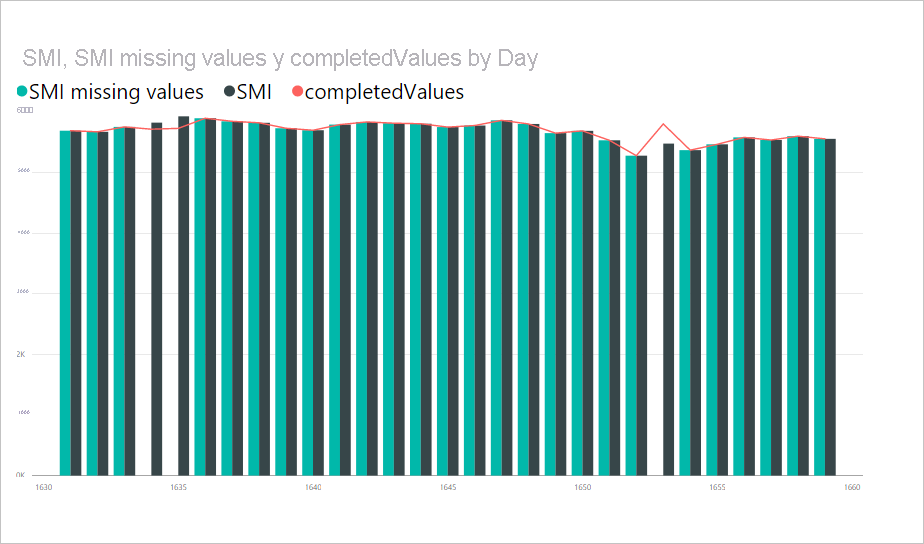 SMI, SMI missing values y completedValues by Day
SMI missing values SMI completedValues
6000
2K
0K
1630 1635 1640 1645 1650 1655 1660